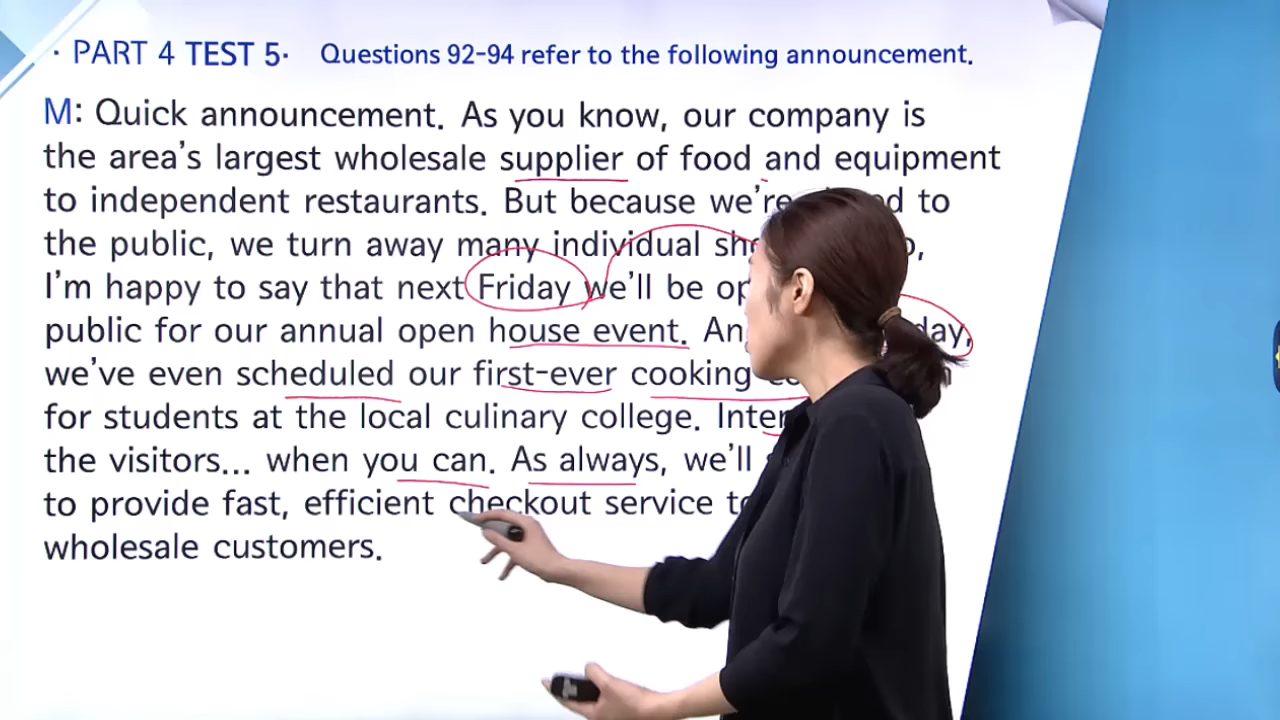 · PART 4 TEST 5· Questions 92-94 refer to the following announcement.
M: Quick announcement. As you know, our company is
the area's largest wholesale supplier of food and equipment
to independent restaurants. But because we're to
the public, we turn away many individual
I'm happy to say that next Friday we'll be
public for our annual open house event.
we've even scheduled our first-ever cooking
for students at the local culinary college.
the visitors... when you can. As always, we'll
to provide fast, efficient checkout service
wholesale customers.